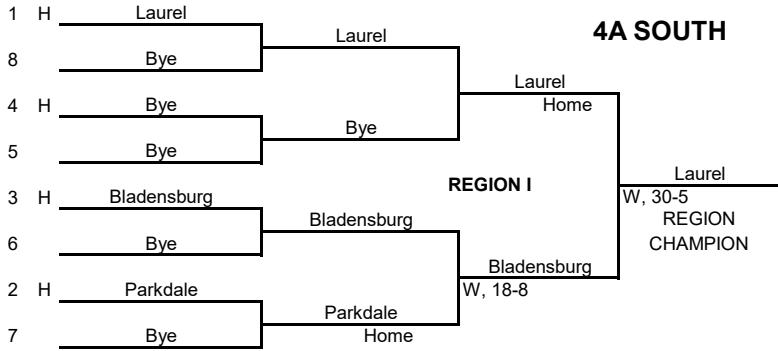 1 H Laurel
4A SOUTH
Laurel
8 Bye
Laurel
4 H Bye
Home
Bye
5 Bye
Laurel
3 H Bladensburg
REGION I
W, 30-5
REGION
Bladensburg
CHAMPION
6 Bye
Bladensburg
2 H Parkdale
W, 18-8
Parkdale
7 Bye
Home